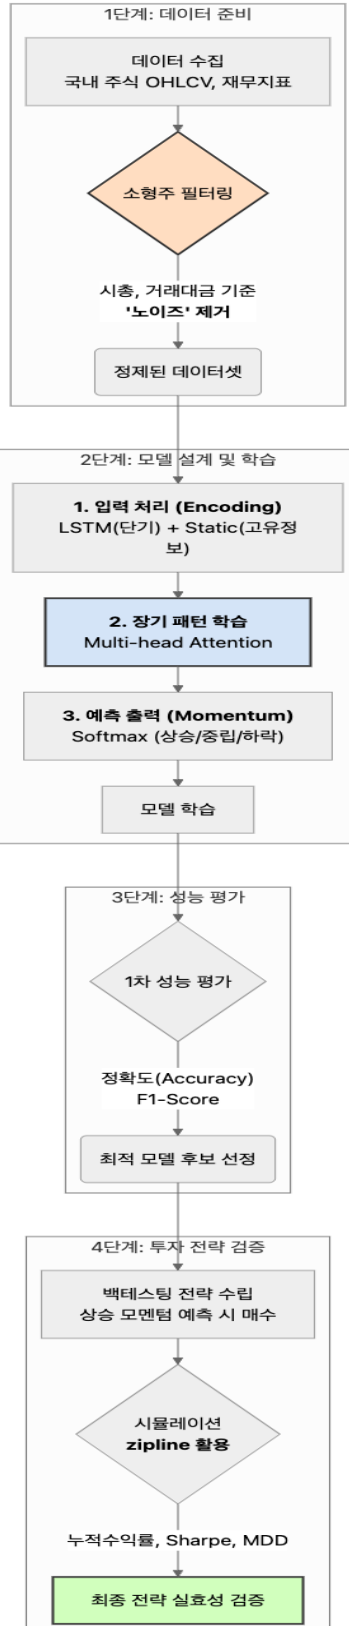 1단계: 데이터 준비
데이터 수집
국내 주식 OHLCV, 재무지표
소형주 필터링
시총, 거래대금 기준
'노이즈' 제거
정제된 데이터셋
2단계: 모델 설계 및 학습
1. 입력 처리 (Encoding)
LSTM(단기) + Static(고유정
보)
2. 장기 패턴 학습
Multi-head Attention
3. 예측 출력 (Momentum)
Softmax (상승/중립/하락)
모델 학습
3단계: 성능 평가
1차 성능 평가
정확도(Accuracy)
F1-Score
최적 모델 후보 선정
4단계: 투자 전략 검증
백테스팅 전략 수립
상승 모멘텀 예측 시 매수
시뮬레이션
zipline 활용
누적수익률, Sharpe, MDD
최종 전략 실효성 검증